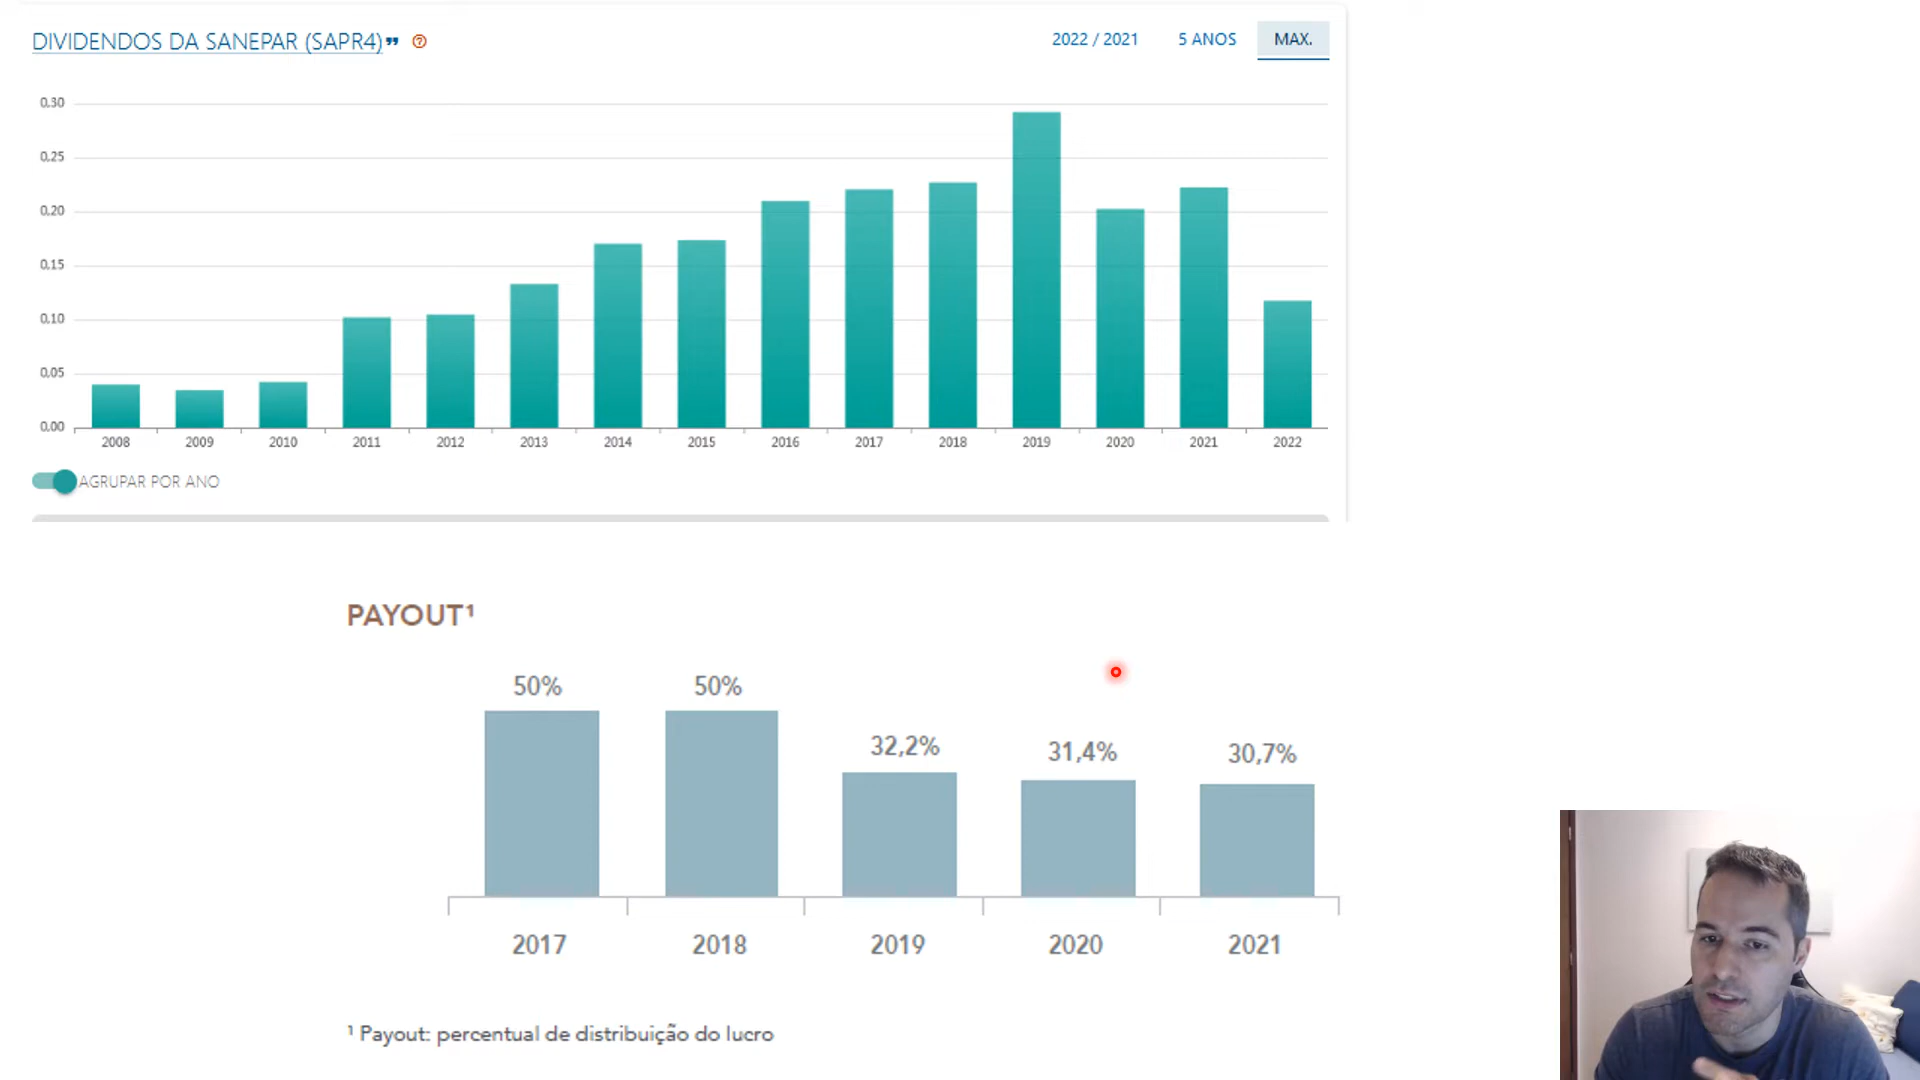 DIVIDENDOS DA SANEPAR (SAPR4)
2022 / 2021 5 ANOS MAX.
0,30
0,25
0,20
0,15
0,10
0,05
0,00
2008 2009 2010 2011 2012 2013 2014 2015 2016 2017 2018 2019 2020 2021 2022
AGRUPAR POR ANO
PAYOUT¹
50% 50% 32,2% 31,4% 30,7%
2017 2018 2019 2020 2021
¹ Payout: percentual de distribuição do lucro